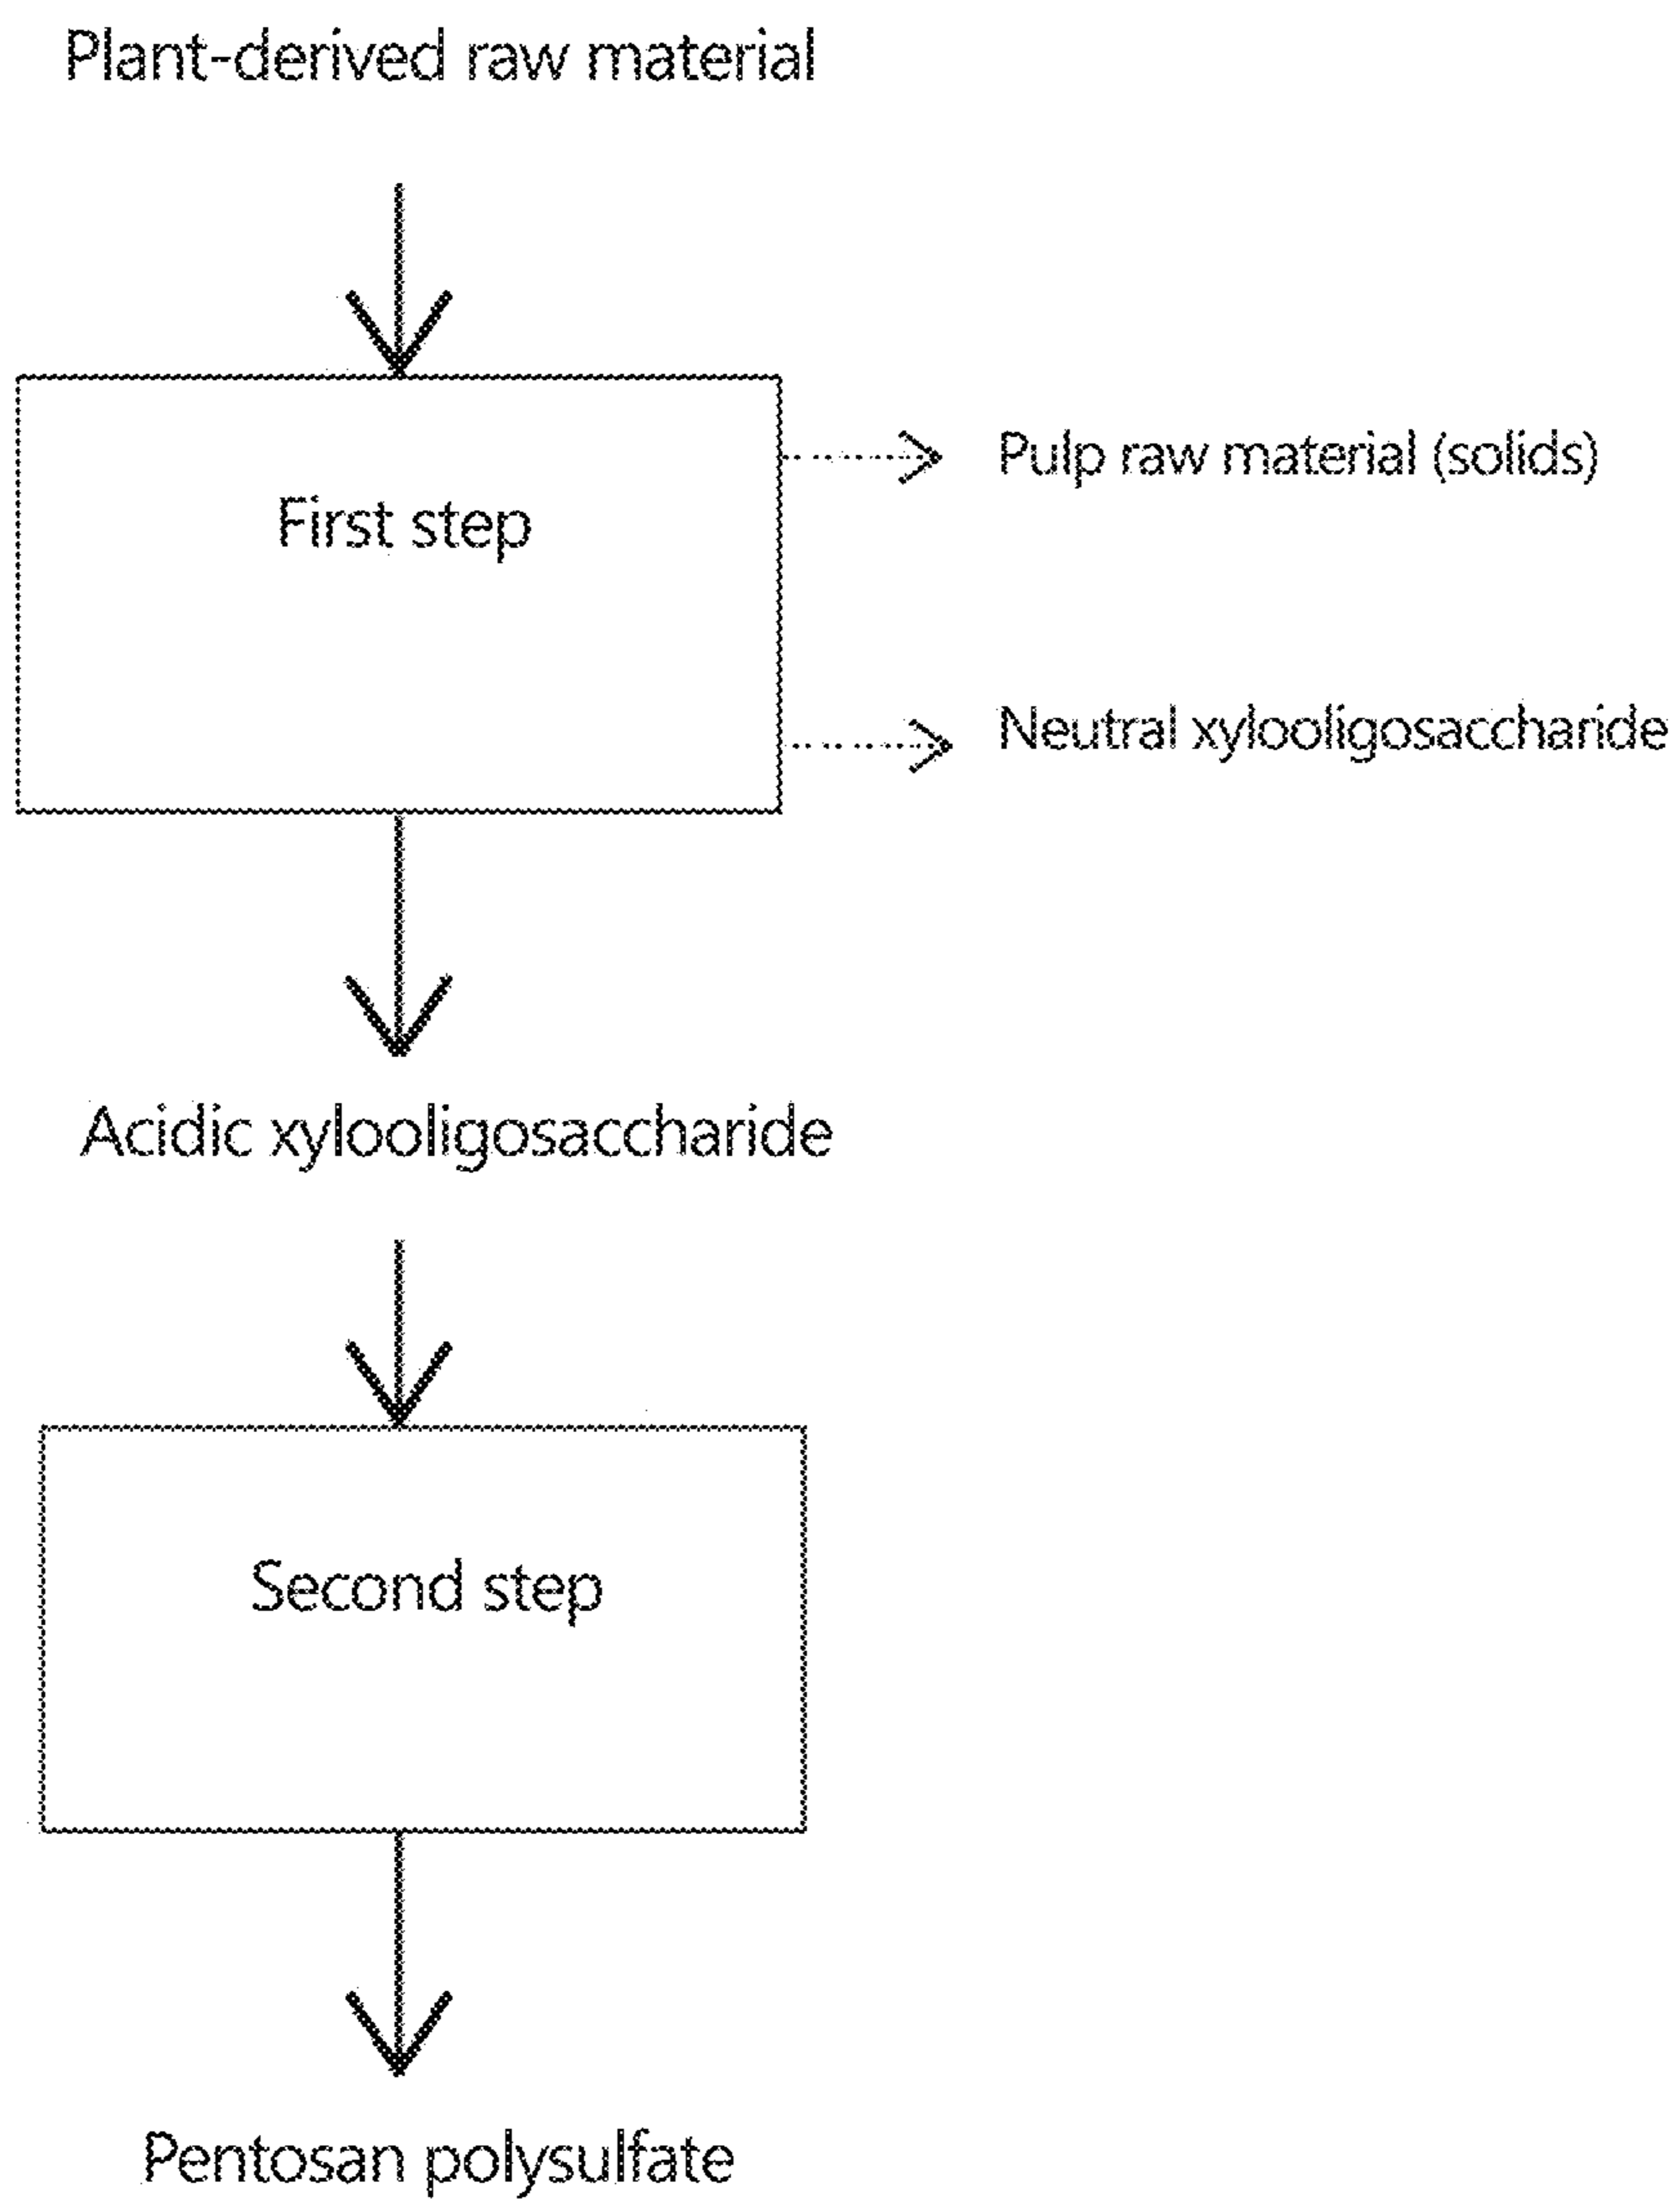 Plant-derived raw material
First step
Pulp raw material (solids)
Neutral xylooligosaccharide
Acidic xylooligosaccharide
Second step
Pentosan polysulfate